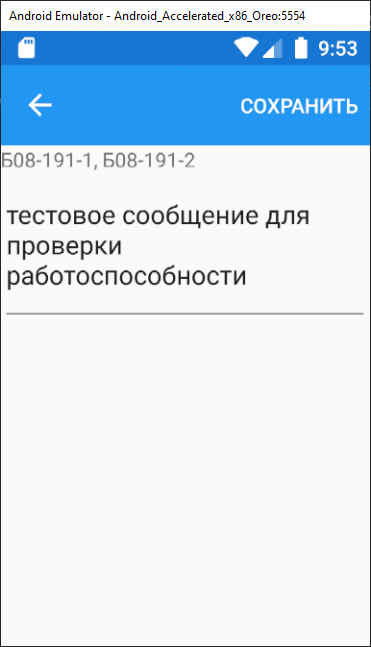 Android Emulator - Android_Accelerated_x86_Oreo:5554
9:53
СОХРАНИТЬ
Б08-191-1, Б08-191-2
тестовое сообщение для
проверки
работоспособности